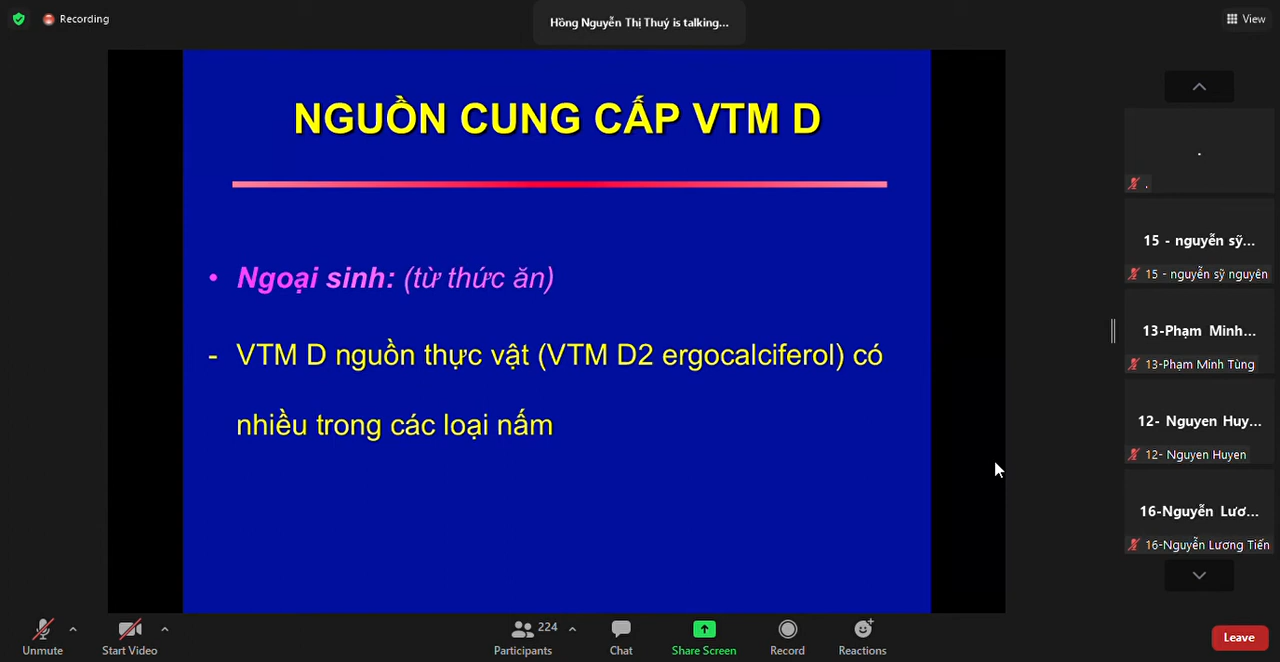 Recording
Hồng Nguyễn Thị Thuý is talking...
View
NGUỒN CUNG CẤP VTM D
• Ngoại sinh: (từ thức ăn)
- VTM D nguồn thực vật (VTM D2 ergocalciferol) có
nhiều trong các loại nấm
.
.
15 - nguyễn sỹ...
15 - nguyễn sỹ nguyên
13-Phạm Minh...
13-Phạm Minh Tùng
12- Nguyen Huy...
12- Nguyen Huyen
16-Nguyễn Lươ...
16-Nguyễn Lương Tiến
Unmute
Start Video
224
Participants
Chat
Share Screen
Record
Reactions
Leave